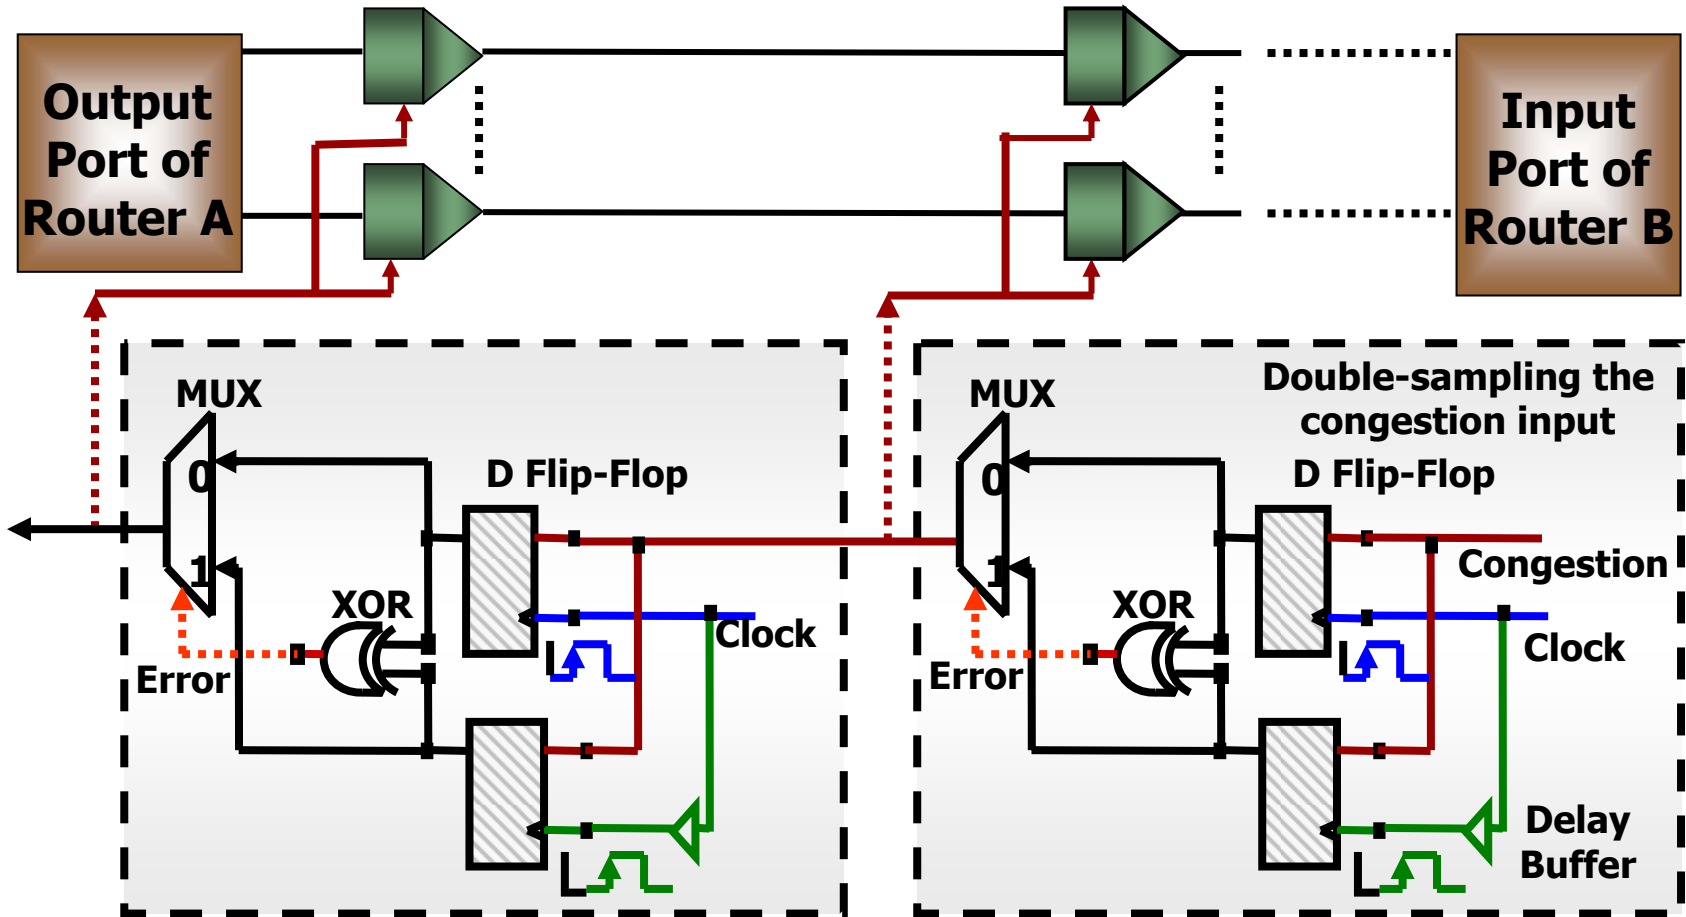 Output
Port of
Router A
Input
Port of
Router B
MUX
0
1
D Flip-Flop
XOR
Error
Clock
Double-sampling the
congestion input
MUX
0
1
D Flip-Flop
Congestion
XOR
Error
Clock
Delay
Buffer